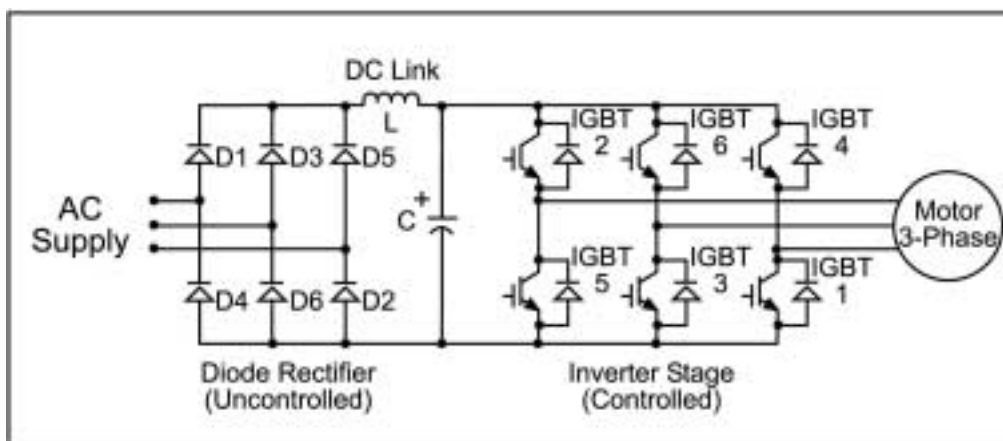 DC Link
L
IGBT
2
IGBT
6
IGBT
4
D1
D3
D5
AC
Supply
+
C
Motor
3-Phase
D4
D6
D2
IGBT
5
IGBT
3
IGBT
1
Diode Rectifier
(Uncontrolled)
Inverter Stage
(Controlled)